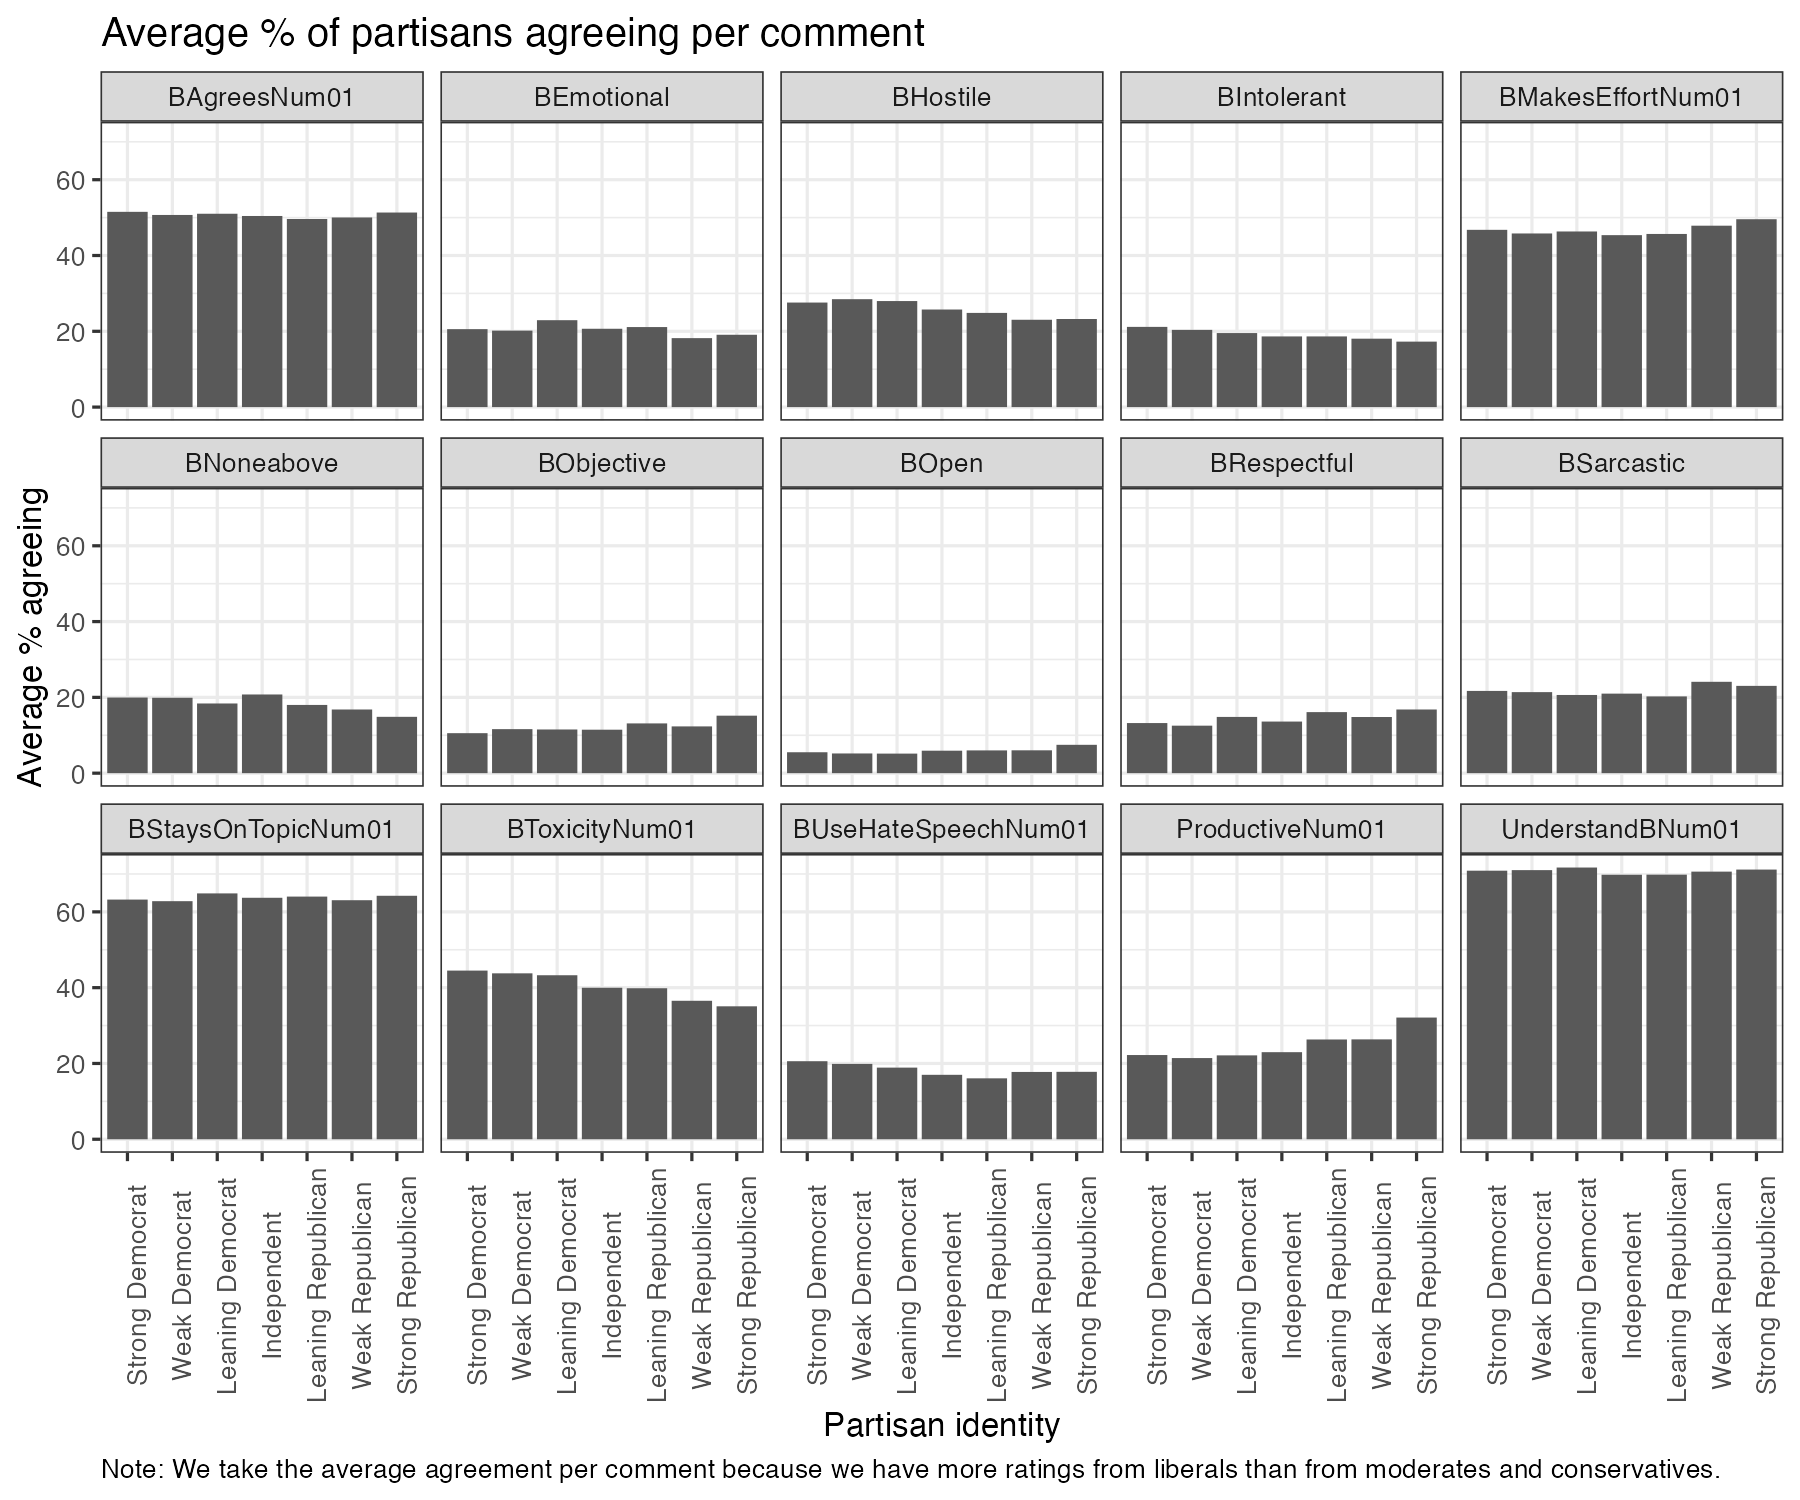 Average % of partisans agreeing per comment
BAgreesNum01
BEmotional
BHostile
BIntolerant
BMakesEffortNum01
60
40
20
0
BNoneabove
BObjective
BOpen
BRespectful
BSarcastic
60
40
20
0
Average % agreeing
BStaysOnTopicNum01
BToxicityNum01
BUseHateSpeechNum01
ProductiveNum01
UnderstandBNum01
60
40
20
0
Strong Democrat
Weak Democrat
Leaning Democrat
Independent
Leaning Republican
Weak Republican
Strong Republican
Strong Democrat
Weak Democrat
Leaning Democrat
Independent
Leaning Republican
Weak Republican
Strong Republican
Strong Democrat
Weak Democrat
Leaning Democrat
Independent
Leaning Republican
Weak Republican
Strong Republican
Strong Democrat
Weak Democrat
Leaning Democrat
Independent
Leaning Republican
Weak Republican
Strong Republican
Strong Democrat
Weak Democrat
Leaning Democrat
Independent
Leaning Republican
Weak Republican
Strong Republican
Partisan identity
Note: We take the average agreement per comment because we have more ratings from liberals than from moderates and conservatives.